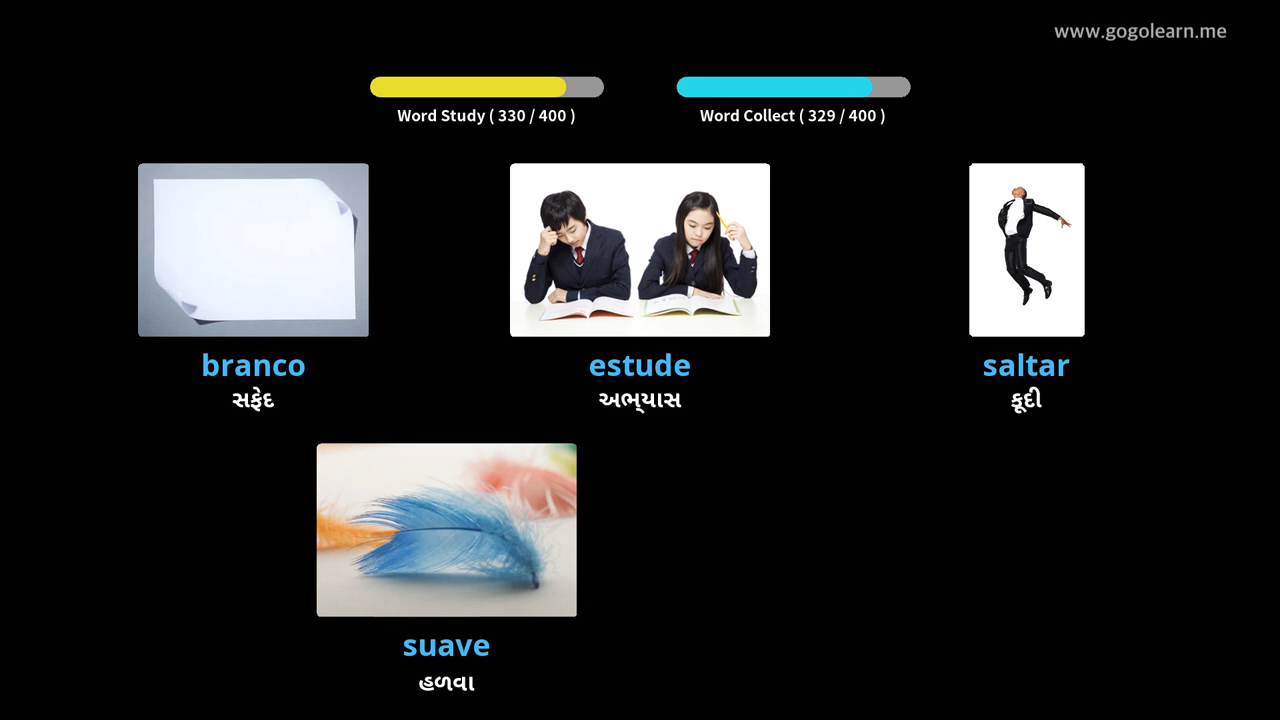 www.gogolearn.me
Word Study ( 330 / 400 )
Word Collect ( 329 / 400 )
branco
estude
saltar
સફેદ
અભ્યાસ
કૂદી
suave
હળવા